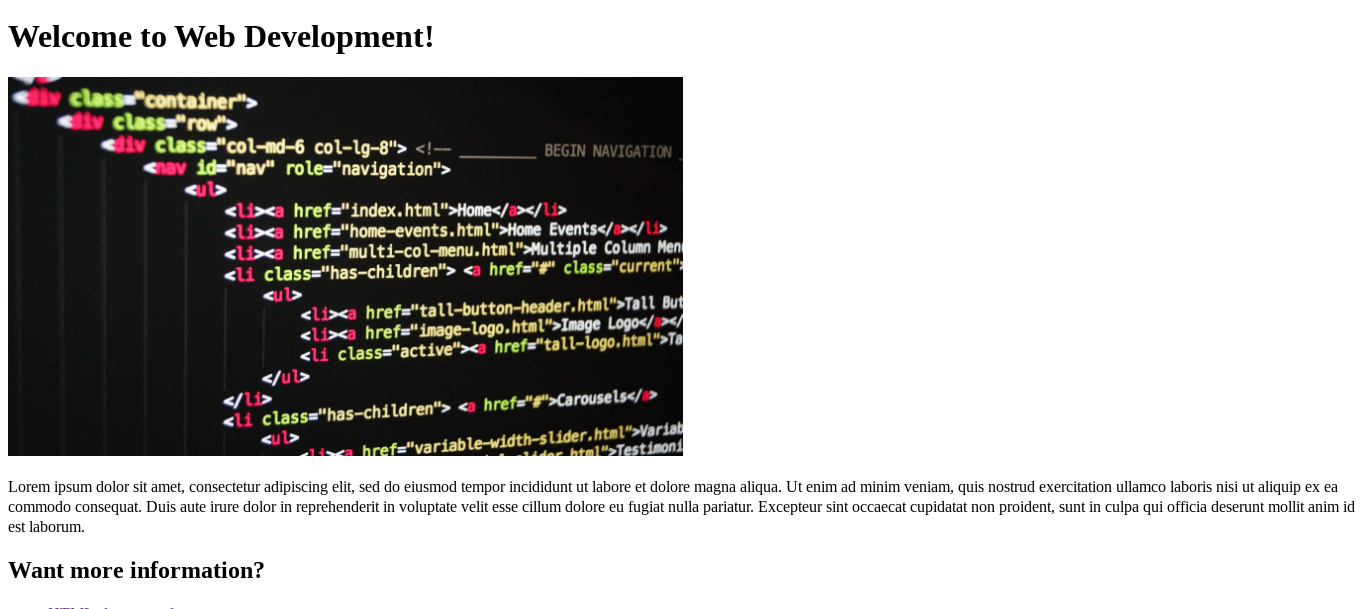 Welcome to Web Development!
<div class="container">
<div class="row">
<div class="col-md-6 col-lg-8"> <!-- __________ BEGIN NAVIGATION _
<nav id="nav" role="navigation">
<ul>
<li><a href="index.html">Home</a></li>
<li><a href="home-events.html">Home Events</a></li>
<li><a href="multi-col-menu.html">Multiple Column Men
<li class="has-children"> <a href="#" class="current">
<ul>
<li><a href="tall-button-header.html">Tall But
<li><a href="image-logo.html">Image Logo</a></
<li class="active"><a href="tall-logo.html">Ta
</ul>
</li>
<li class="has-children"> <a href="#">Carousels</a>
<ul>
<li><a href="variable-width-slider.html">Variab
slider.html">Testimoni
Lorem ipsum dolor sit amet, consectetur adipiscing elit, sed do eiusmod tempor incididunt ut labore et dolore magna aliqua. Ut enim ad minim veniam, quis nostrud exercitation ullamco laboris nisi ut aliquip ex ea
commodo consequat. Duis aute irure dolor in reprehenderit in voluptate velit esse cillum dolore eu fugiat nulla pariatur. Excepteur sint occaecat cupidatat non proident, sunt in culpa qui officia deserunt mollit anim id
est laborum.
Want more information?